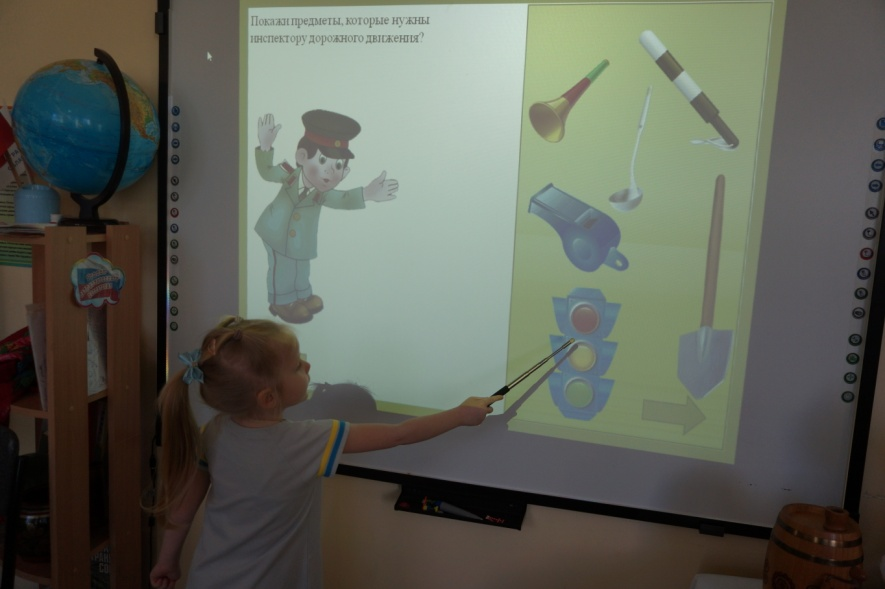 Покажи предметы, которые нужны
инспектору дорожного движения?